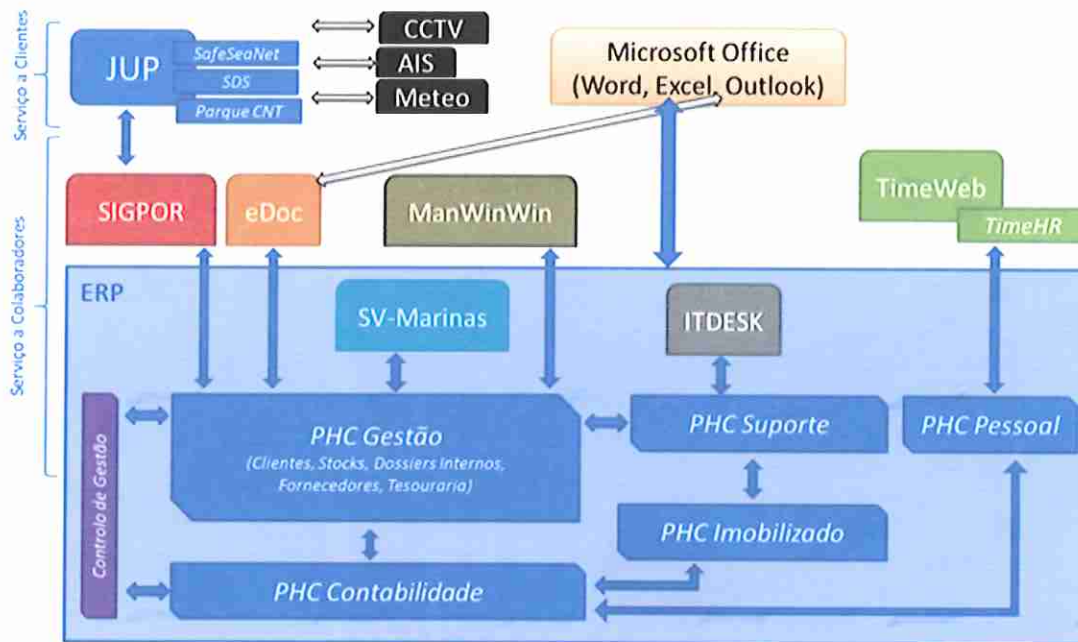 Serviço a Clientes
JUP
SafeSeaNet
SDS
Parque CNT
CCTV
AIS
Meteo
Microsoft Office
(Word, Excel, Outlook)
Serviço a Colaboradores
SIGPOR
eDoc
ManWinWin
TimeWeb
TimeHR
ERP
SV-Marinas
ITDESK
Controlo de Gestão
PHC Gestão
(Clientes, Stocks, Dossiers Internos,
Fornecedores, Tesouraria)
PHC Suporte
PHC Pessoal
PHC Imobilizado
PHC Contabilidade